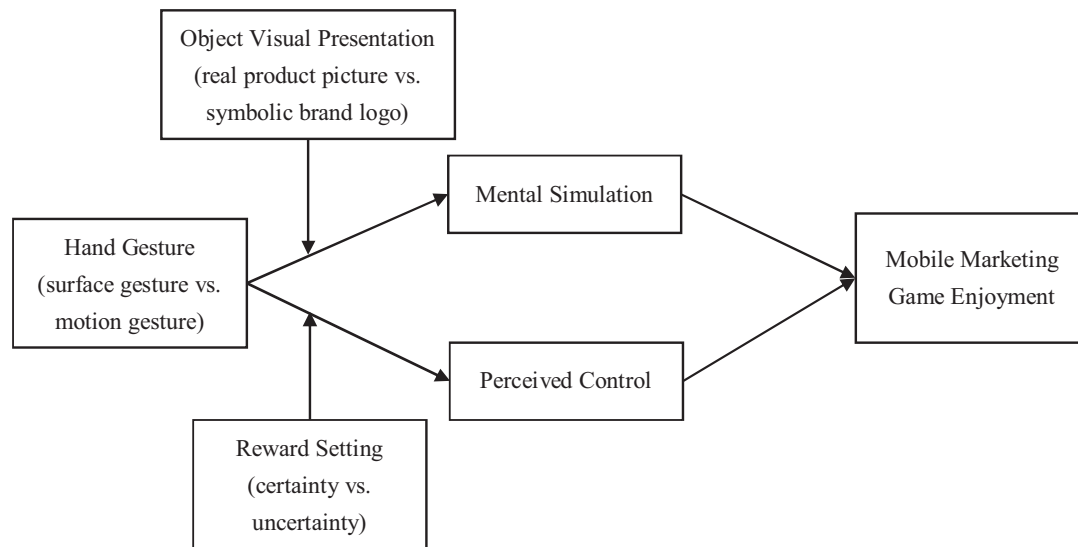 Object Visual Presentation
(real product picture vs.
symbolic brand logo)
Mental Simulation
Hand Gesture
(surface gesture vs.
motion gesture)
Mobile Marketing
Game Enjoyment
Perceived Control
Reward Setting
(certainty vs.
uncertainty)